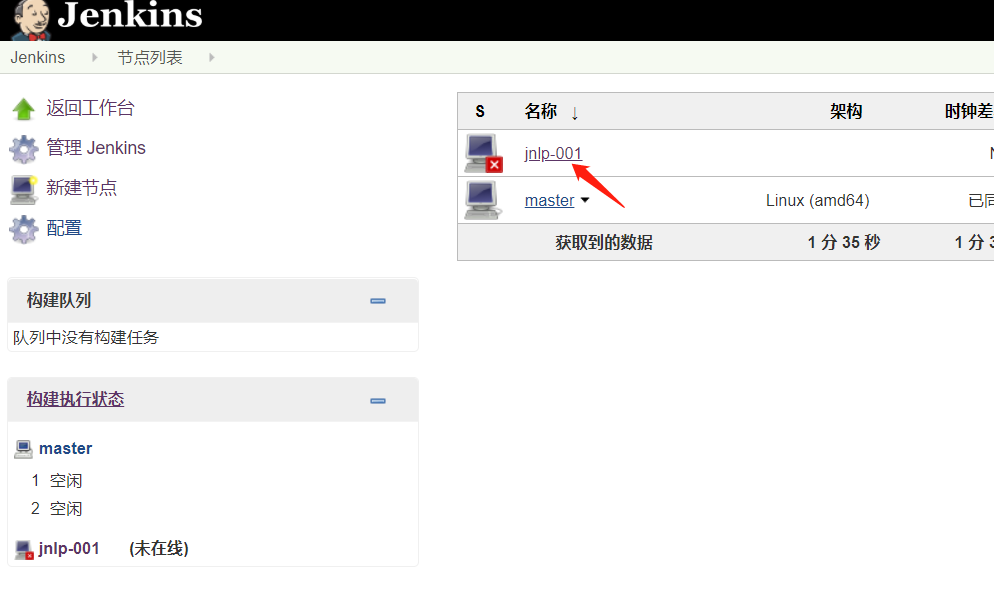 Jenkins
Jenkins 节点列表
返回工作台
管理 Jenkins
新建节点
配置
构建队列
队列中没有构建任务
构建执行状态
master
1 空闲
2 空闲
jnlp-001 (未在线)
S 名称 ↓ 架构 时钟差
jnlp-001
master Linux (amd64) 已
获取到的数据 1 分 35 秒 1 分